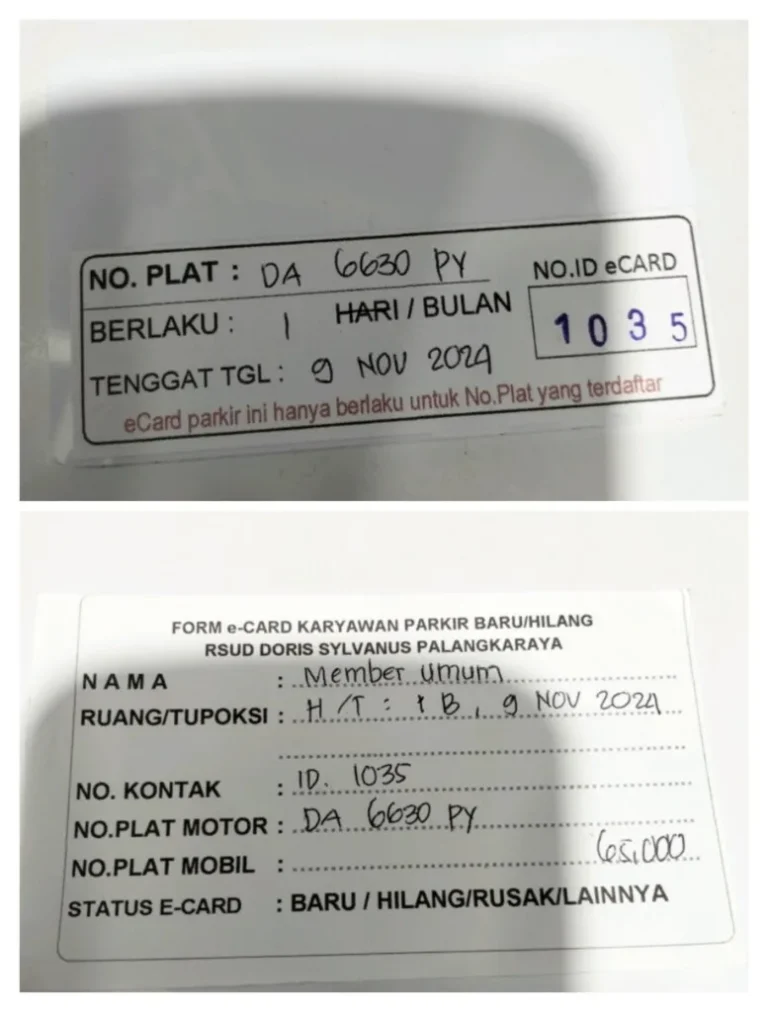 NO. PLAT : DA 6630 PY
NO.ID eCARD
BERLAKU : 1 HARI / BULAN
1035
TENGGAT TGL : 9 NOV 2024
eCard parkir ini hanya berlaku untuk No.Plat yang terdaftar
FORM e-CARD KARYAWAN PARKIR BARU/HILANG
RSUD DORIS SYLVANUS PALANGKARAYA
NAMA : Member umum
RUANG/TUPOKSI : H/T : 1 B, 9 NOV 2024
NO. KONTAK : ID. 1035
NO.PLAT MOTOR : DA 6630 PY
NO.PLAT MOBIL : 65,000
STATUS E-CARD : BARU / HILANG/RUSAK/LAINNYA